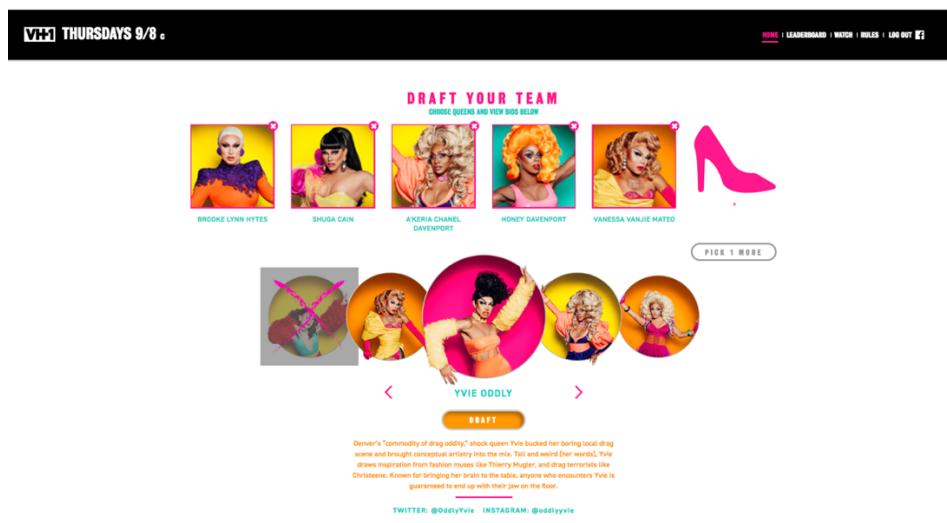 VH1 THURSDAYS 9/8 c
HOME | LEADERBOARD | WATCH | RULES | LOG OUT
DRAFT YOUR TEAM
CHOOSE QUEENS AND VIEW BIOS BELOW
BROOKE LYNN HYTES
SHUGA CAIN
A'KERIA CHANEL
DAVENPORT
HONEY DAVENPORT
VANESSA VANJIE MATEO
PICK 1 MORE
YVIE ODDLY
DRAFT
Denver's "commodity of drag oddity," shock queen Yvie bucked her boring local drag
scene and brought conceptual artistry into the mix. Tall and weird (her words), Yvie
draws inspiration from fashion muses like Thierry Mugler, and drag terrorists like
Christeene. Known for bringing her brain to the table, anyone who encounters Yvie is
guaranteed to end up with their jaw on the floor.
TWITTER: @OddlyYvie INSTAGRAM: @oddlyyvie